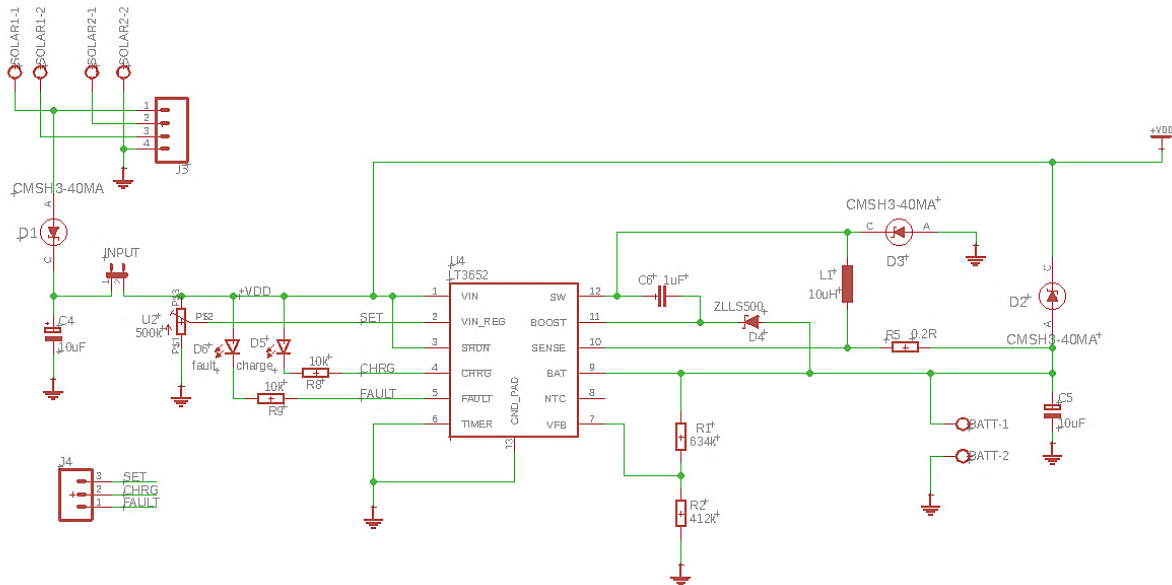 SOLAR1-1
SOLAR1-2
SOLAR2-1
SOLAR2-2
1
2
3
4
J3
+VDD
CMSH3-40MA
A
D1
C
INPUT
1
2
C4
10uF
U2
500k
PS3
PS2
PS1
+VDD
SET
D6
fault
D5
charge
10k
R8
CHRG
10k
R9
FAULT
U4
LT3652
1 VIN SW 12
2 VIN_REG BOOST 11
3 SHDN SENSE 10
4 CHRG BAT 9
5 FAULT NTC 8
6 TIMER VFB 7
GND_PAD
13
C6 1uF
ZLLS500
D4
CMSH3-40MA
C A
D3
L1
10uH
R5 0.2R
C
D2
A
CMSH3-40MA
C5
10uF
BATT-1
BATT-2
R1
634k
R2
412k
J4
3 SET
2 CHRG
1 FAULT